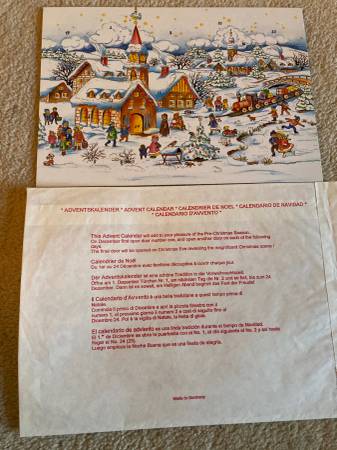 * ADVENTSKALENDER * ADVENT CALENDAR * CALENDRIER DE NOËL * CALENDARIO DE NAVIDAD *
* CALENDARIO D'AVVENTO *
This Advent Calendar will add to your pleasure of the Pre-Christmas Season.
On December first open door number one, and open another door on each of the following
days.
The final door will be opened on Christmas Eve revealing the magnificent Christmas scene !
Calendrier de Noël
Du 1er au 24 Décembre avec fenêtres découpées à ouvrir chaque jour.
Der Adventskalender ist eine schöne Tradition in der Vorweihnachtszeit.
Öffne am 1. Dezember Türchen Nr. 1, am nächsten Tag die Nr. 2 und so fort, bis zum 24.
Dezember. Dann ist es soweit, am Heiligen Abend beginnt das Fest der Freude!
Il Calendario d'Avvento è una bella tradizione a quest tempo prima di
Natale.
Comincia il primo di Dicembre e apri la piccola finestra con il
numero 1, el prossimo giorno il numero 2 e così di seguito fino al
Dicembre 24. Poi è la vigilia di Natale, la festa di gioia.
El calendario de adviento es una linda tradición durante el tiempo de Navidad.
El 1.° de Diciembre se abre la puertesita con el No. 1, al día siguiente el No. 2 y así hasta
llegar al No. 24 (25).
Luego empieza la Noche Buena que es una fiesta de alegría.
Made in Germany